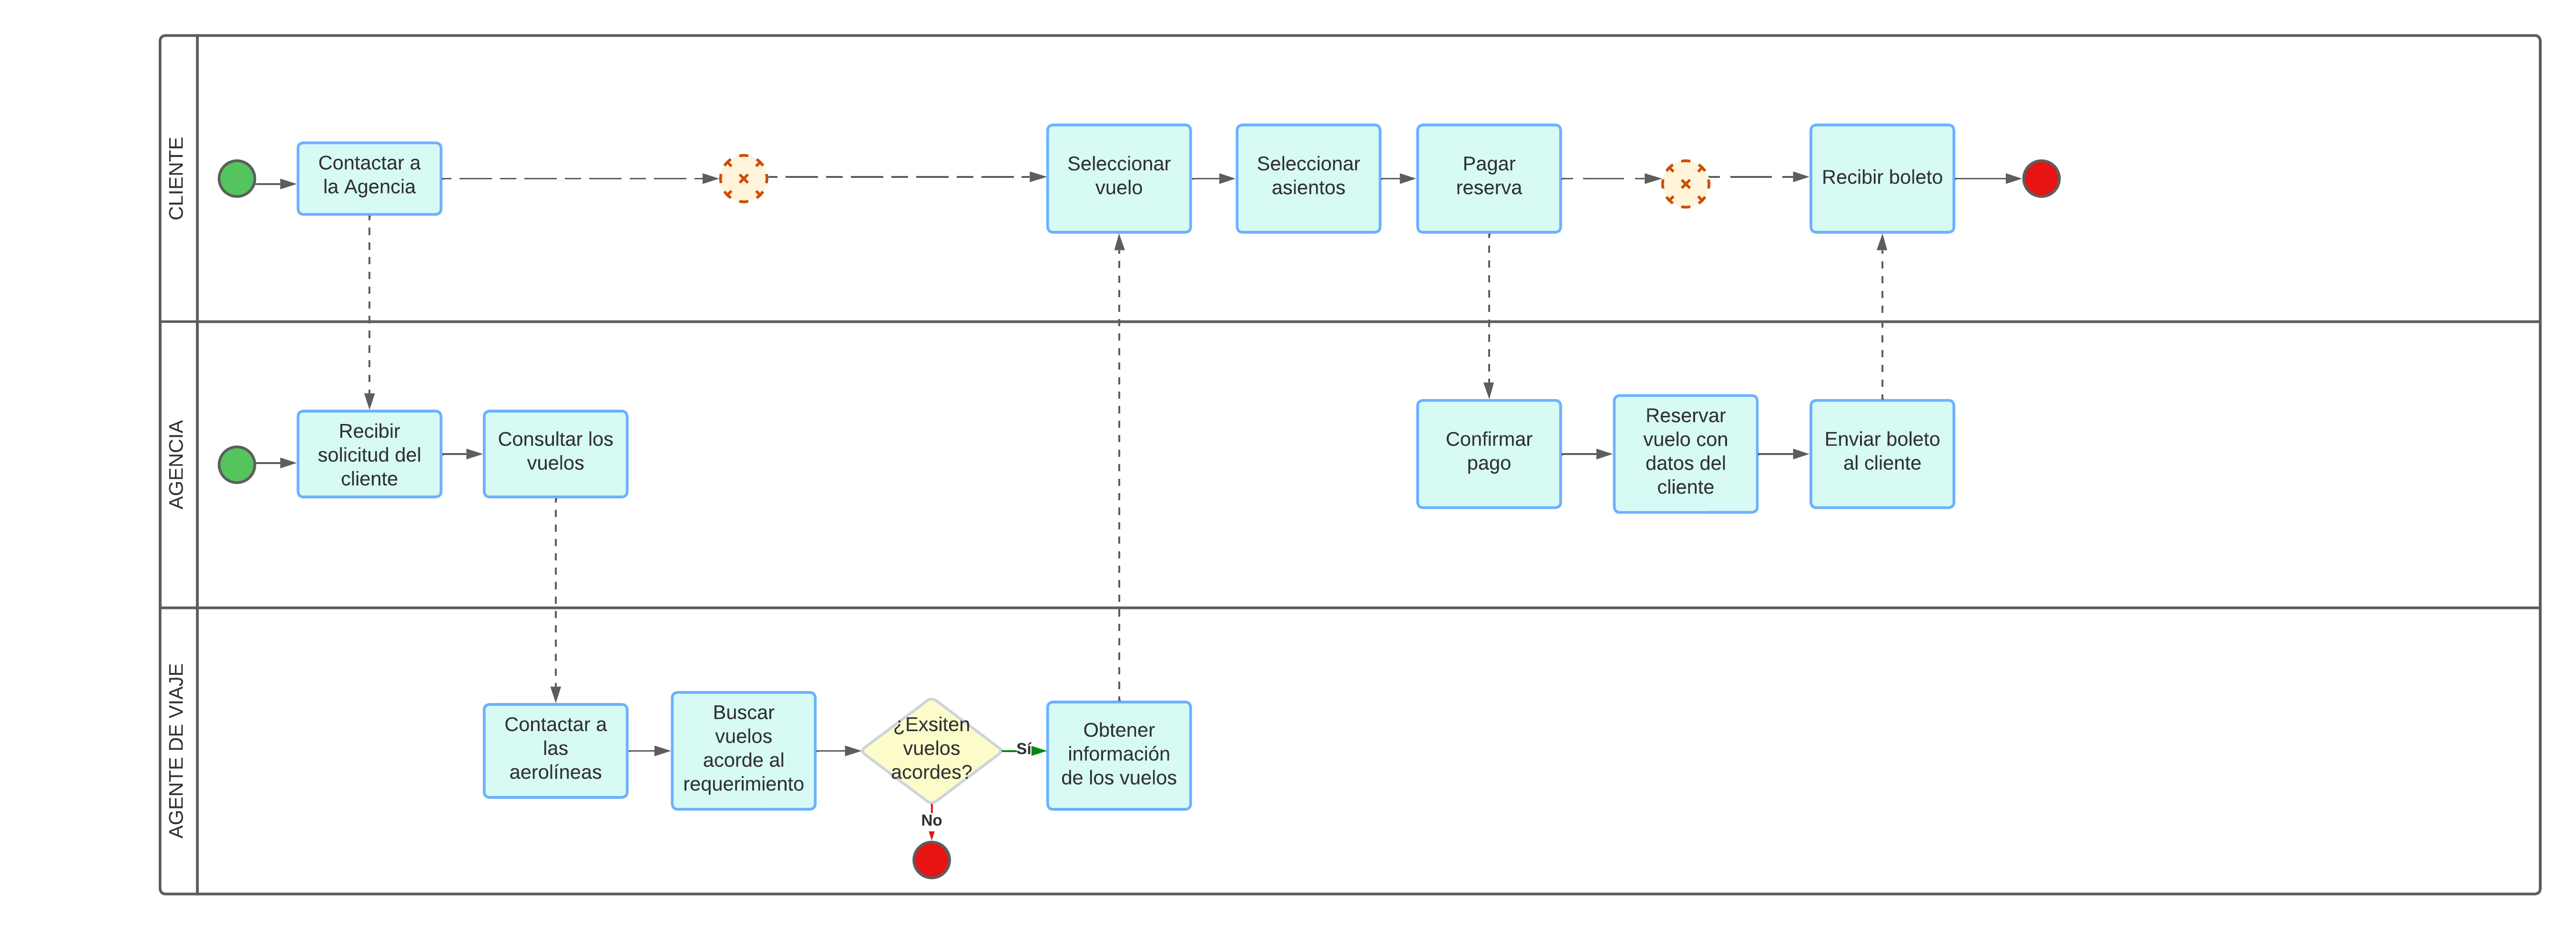 CLIENTE
Contactar a
la Agencia
Seleccionar
vuelo
Seleccionar
asientos
Pagar
reserva
Recibir boleto
AGENCIA
Recibir
solicitud del
cliente
Consultar los
vuelos
Confirmar
pago
Reservar
vuelo con
datos del
cliente
Enviar boleto
al cliente
AGENTE DE VIAJE
Contactar a
las
aerolíneas
Buscar
vuelos
acorde al
requerimiento
¿Exsiten
vuelos
acordes?
Sí
No
Obtener
información
de los vuelos